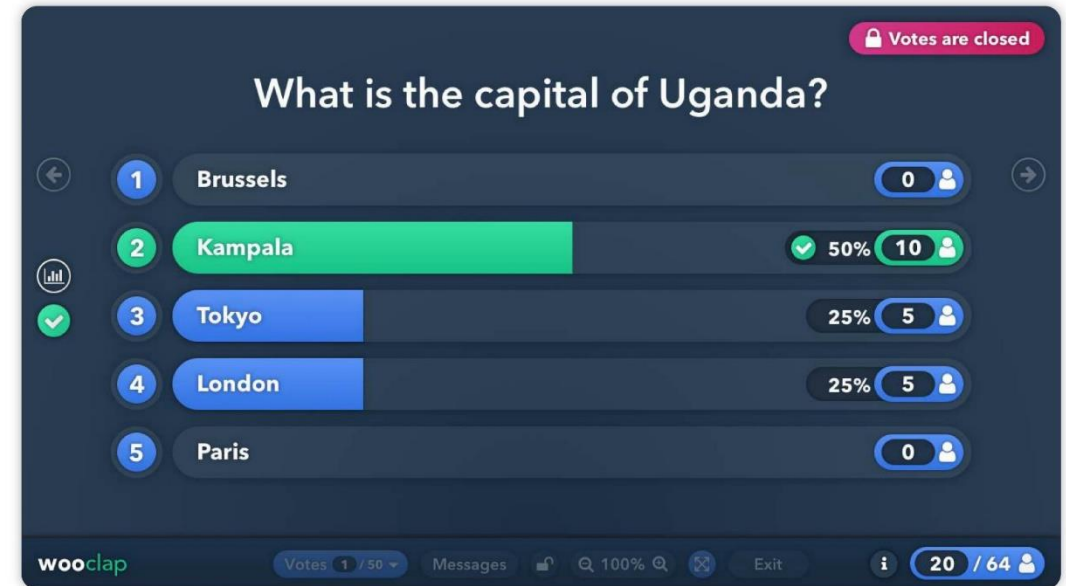 Votes are closed
What is the capital of Uganda?
1 Brussels 0
2 Kampala 50% 10
3 Tokyo 25% 5
4 London 25% 5
5 Paris 0
wooclap Votes 1 / 50 Messages 100% Exit i 20 / 64